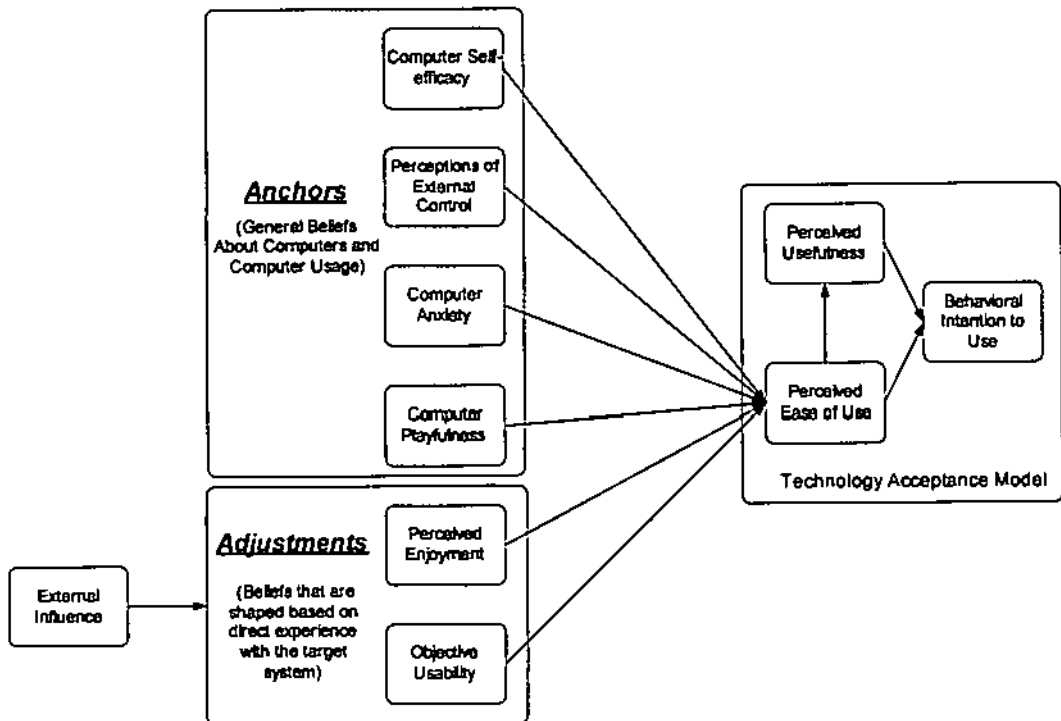 Computer Self-
efficacy
Perceptions of
External
Control
Anchors
(General Beliefs
About Computers and
Computer Usage)
Computer
Anxiety
Computer
Playfulness
Perceived
Usefulness
Behavioral
Intention to
Use
Perceived
Ease of Use
Technology Acceptance Model
Adjustments
(Beliefs that are
shaped based on
direct experience
with the target
system)
Perceived
Enjoyment
Objective
Usability
External
Influence